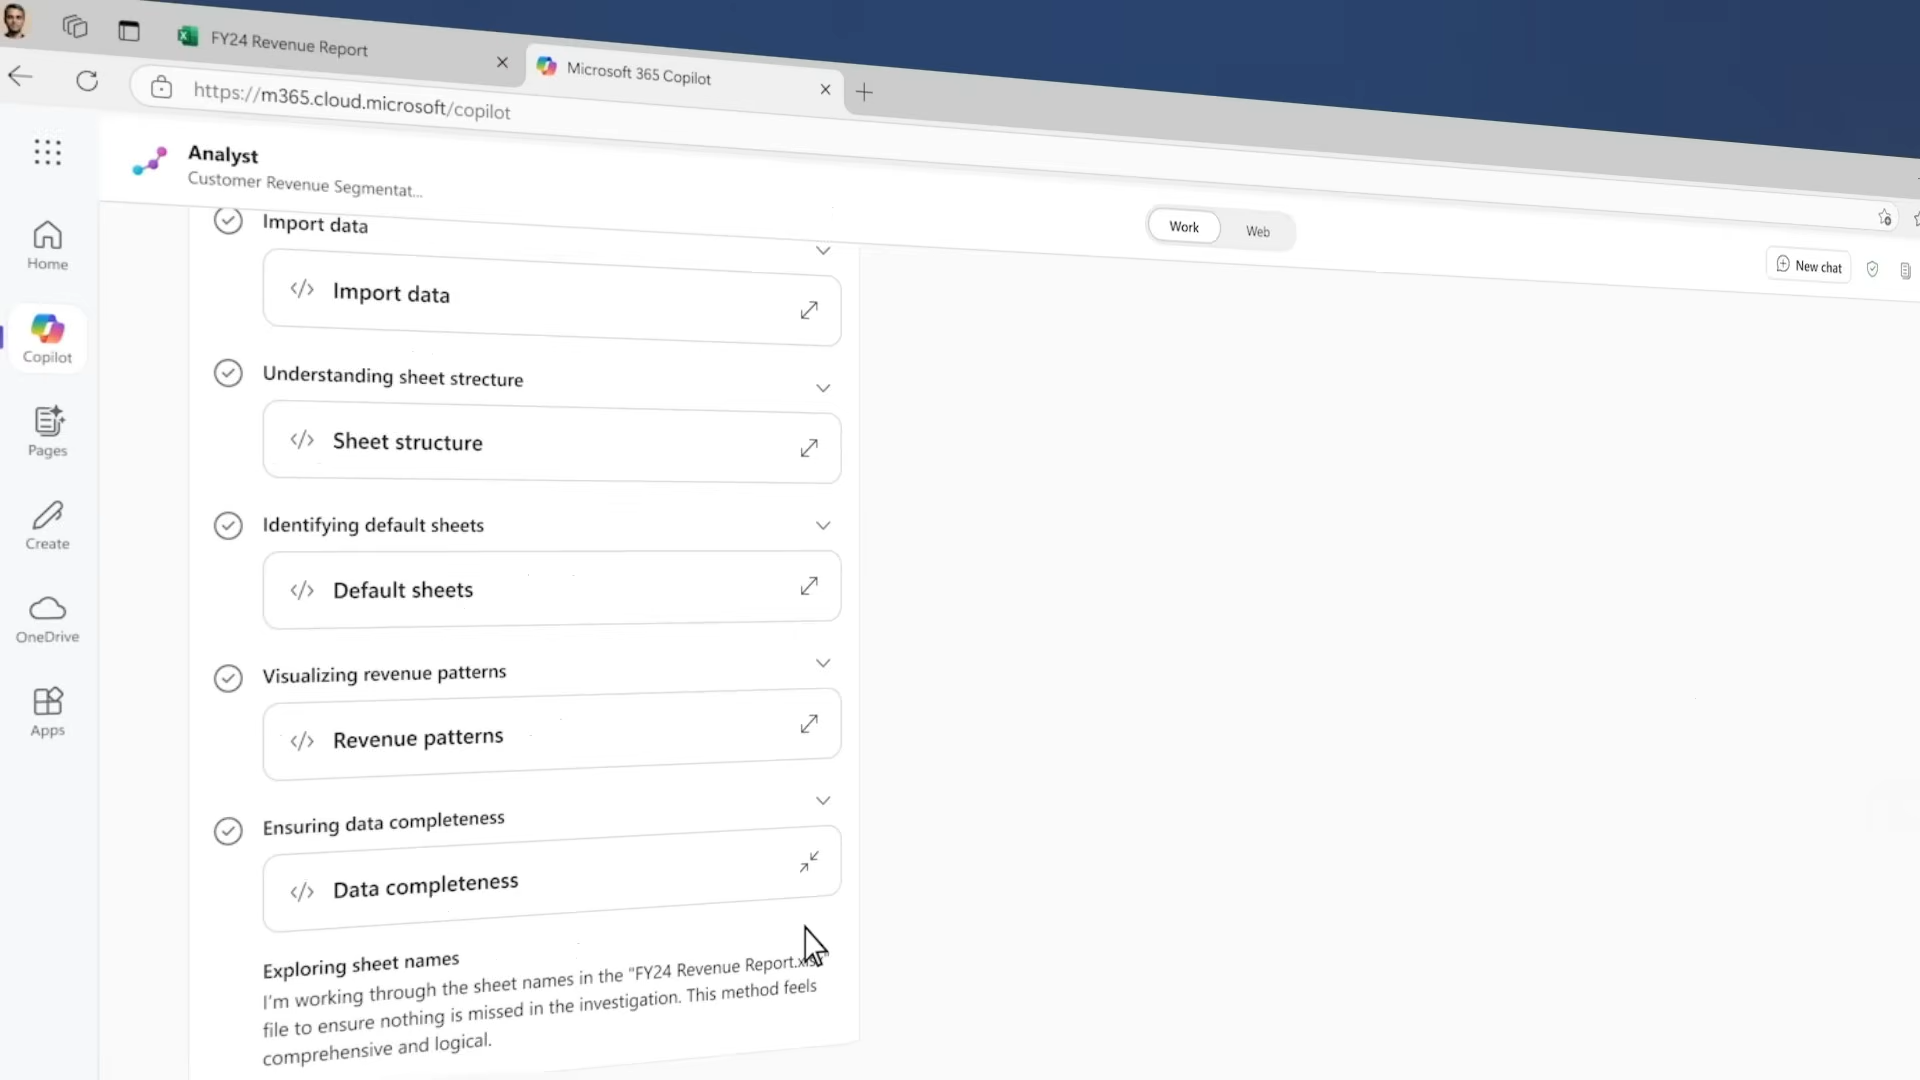 FY24 Revenue Report
Microsoft 365 Copilot
https://m365.cloud.microsoft/copilot
Analyst
Customer Revenue Segmentat...
Work
Web
New chat
Home
Copilot
Pages
Create
OneDrive
Apps
Import data
Import data
Understanding sheet strecture
Sheet structure
Identifying default sheets
Default sheets
Visualizing revenue patterns
Revenue patterns
Ensuring data completeness
Data completeness
Exploring sheet names
I'm working through the sheet names in the "FY24 Revenue Report.xlsx"
file to ensure nothing is missed in the investigation. This method feels
comprehensive and logical.